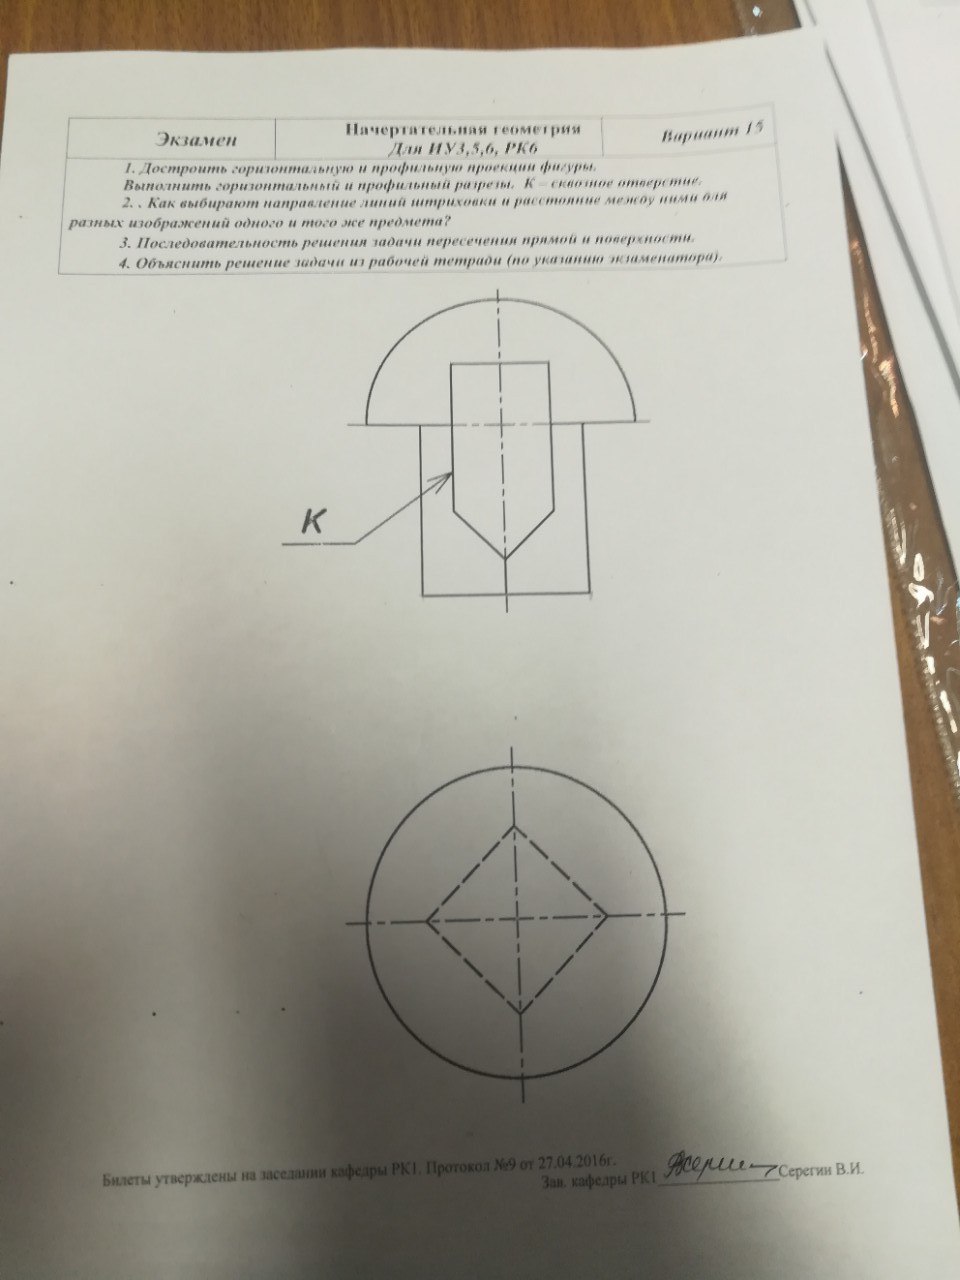 Экзамен
Начертательная геометрия
Для ИУ3,5,6, РК6
Вариант 15
1. Достроить горизонтальную и профильную проекции фигуры.
Выполнить горизонтальный и профильный разрезы. К – сквозное отверстие.
2. . Как выбирают направление линий штриховки и расстояние между ними для
разных изображений одного и того же предмета?
3. Последовательность решения задачи пересечения прямой и поверхности.
4. Объяснить решение задачи из рабочей тетради (по указанию экзаменатора).
К
Билеты утверждены на заседании кафедры РК1. Протокол №9 от 27.04.2016г.
Зав. кафедры РК1 Серегин В.И.